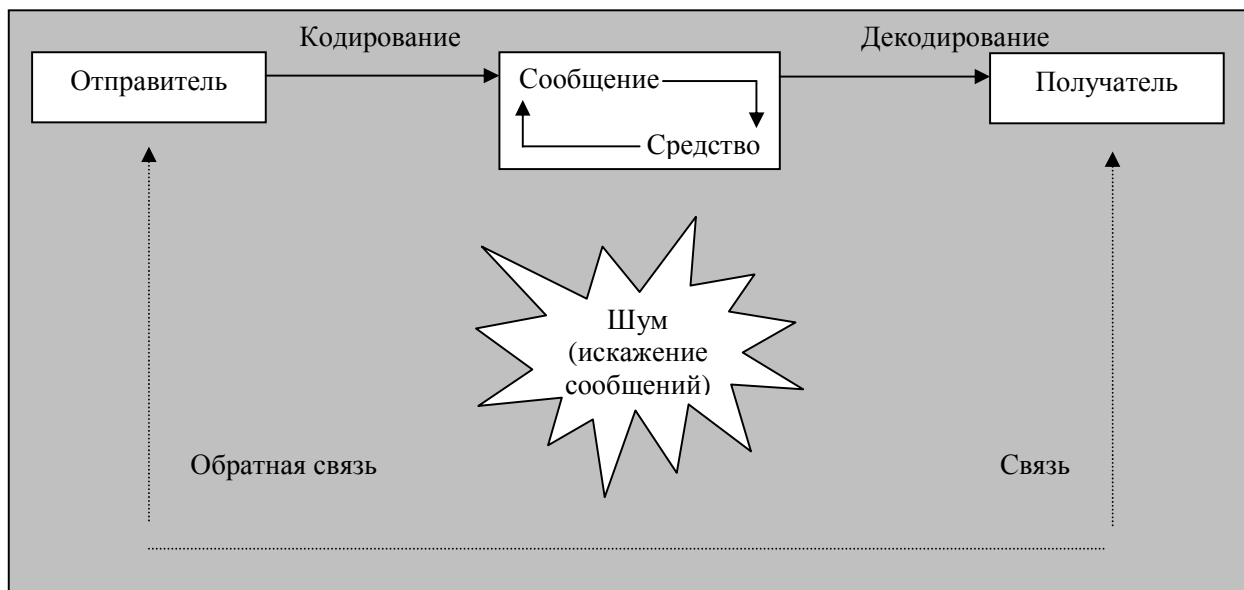 Кодирование
Декодирование
Отправитель
Сообщение
Средство
Получатель
Шум
(искажение
сообщений)
Обратная связь
Связь